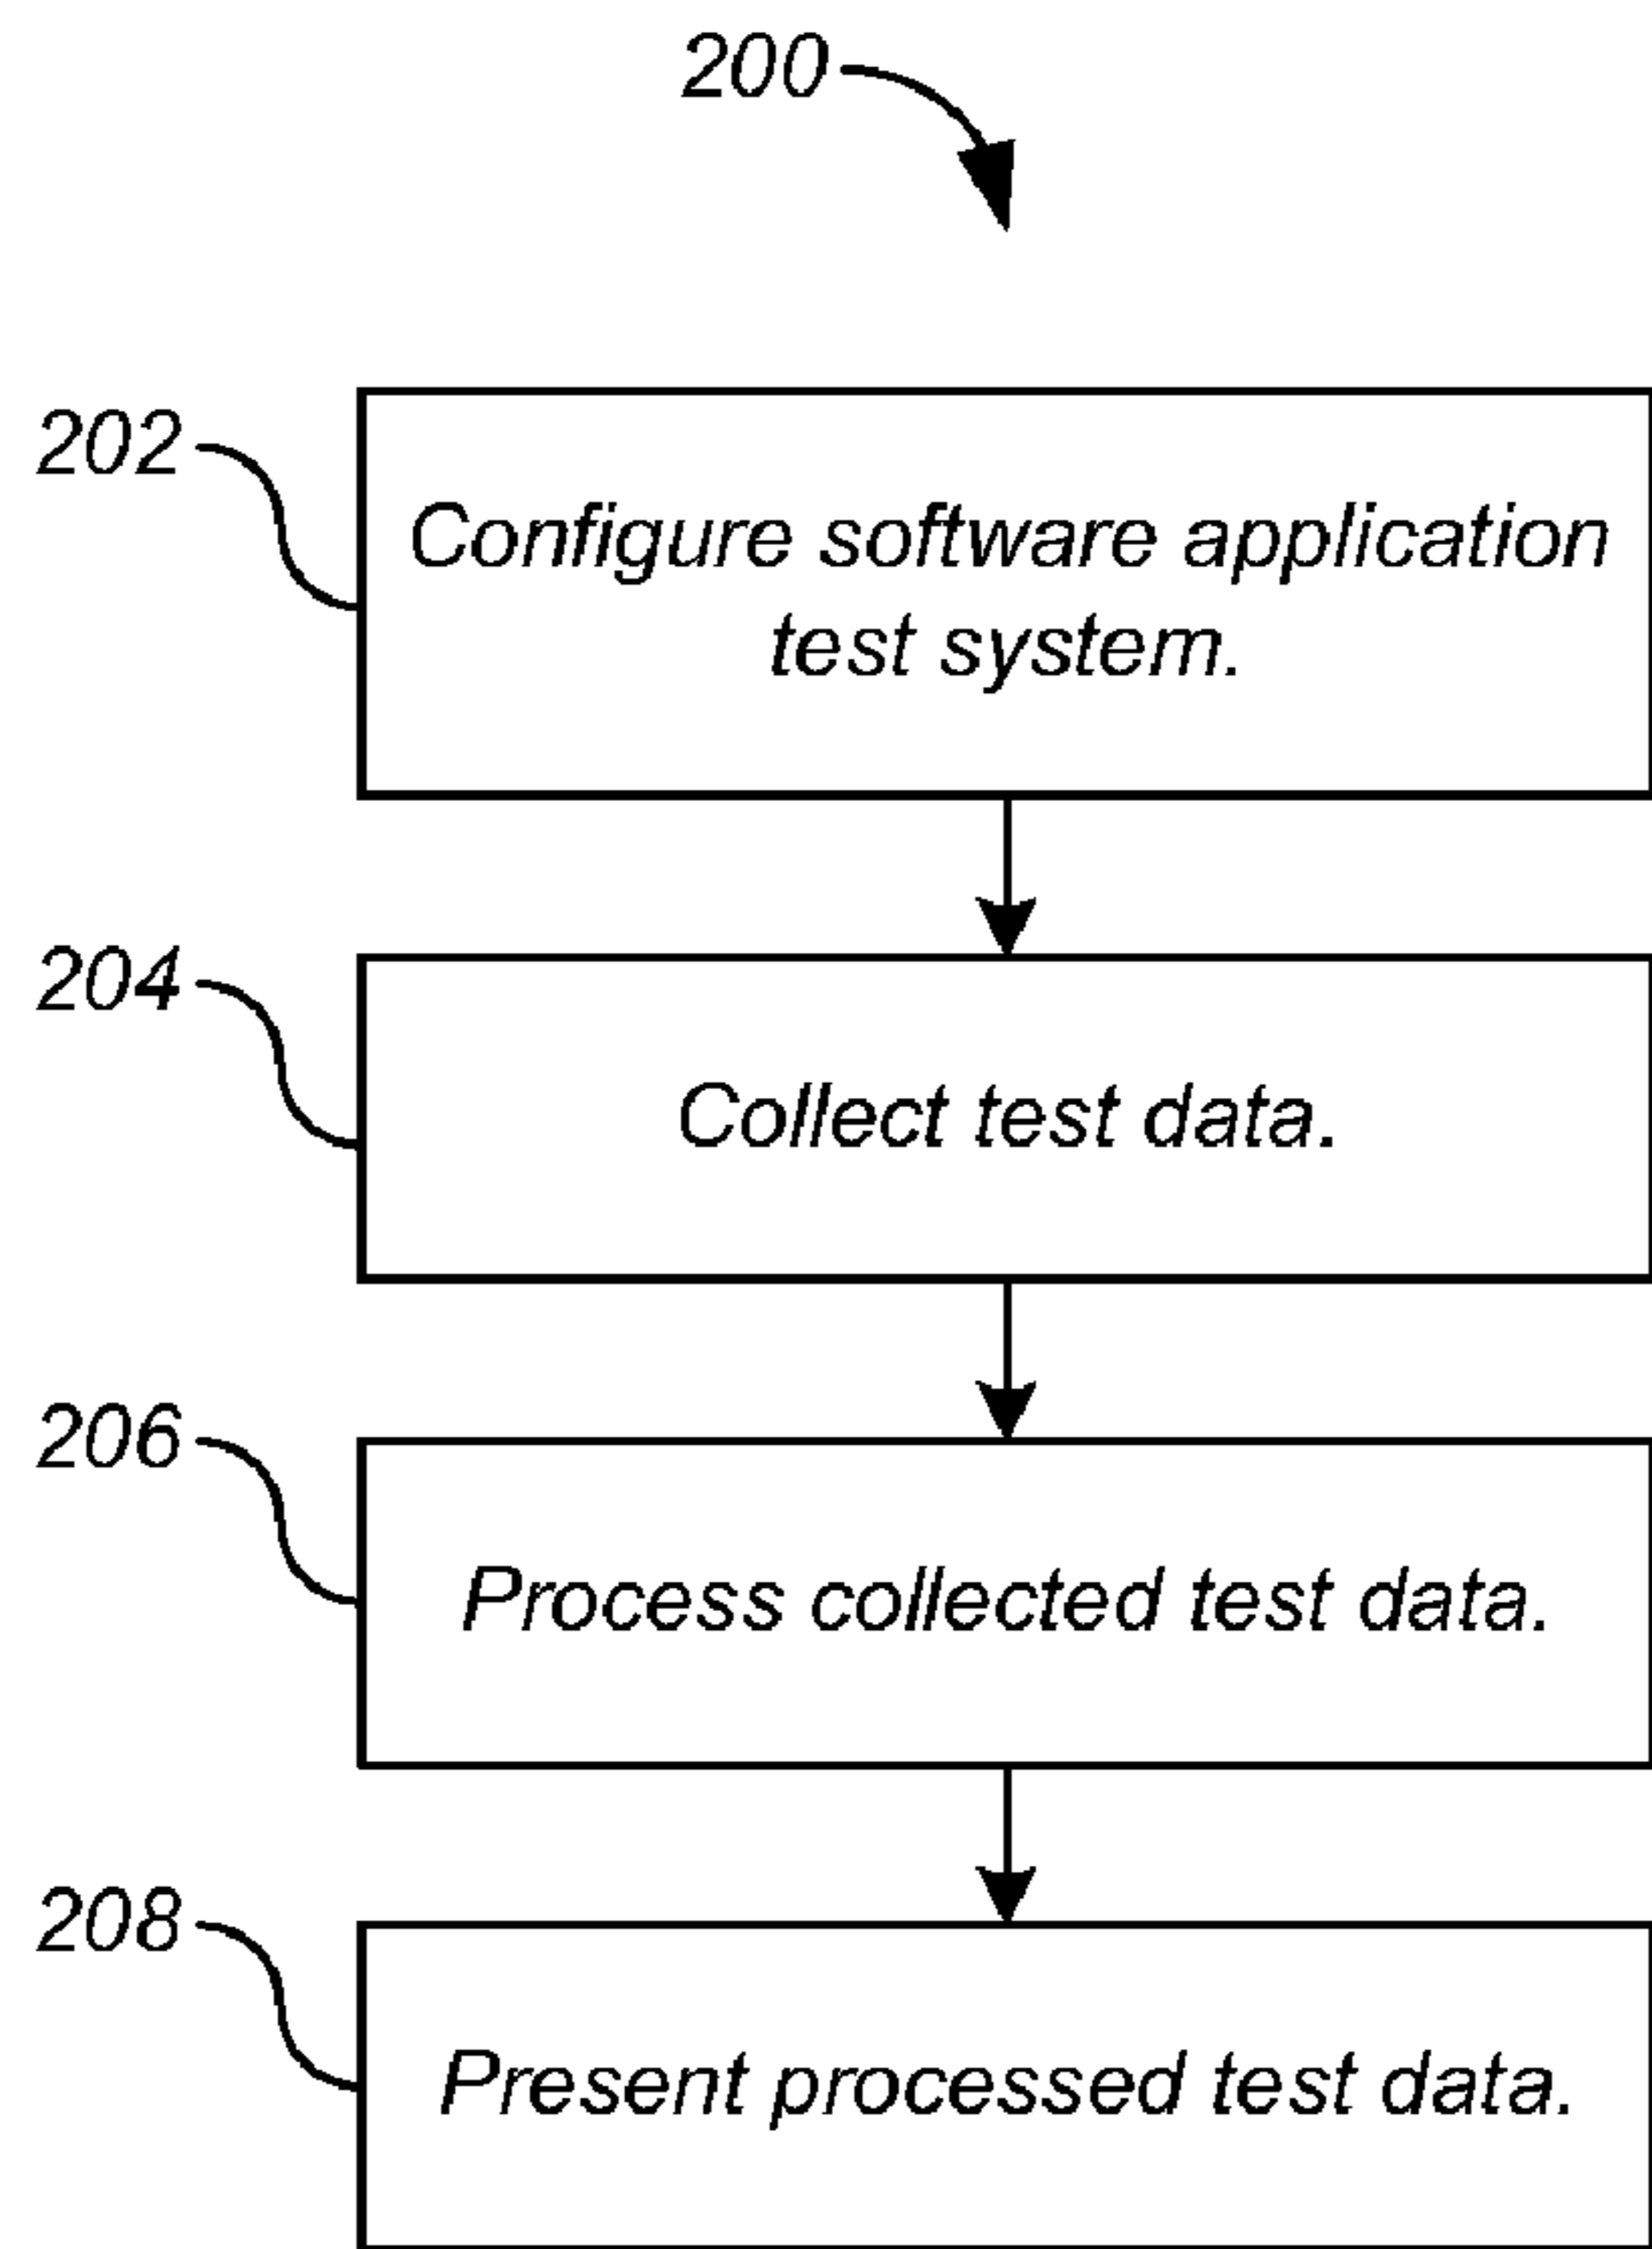 200
202
Configure software application
test system.
204
Collect test data.
206
Process collected test data.
208
Present processed test data.